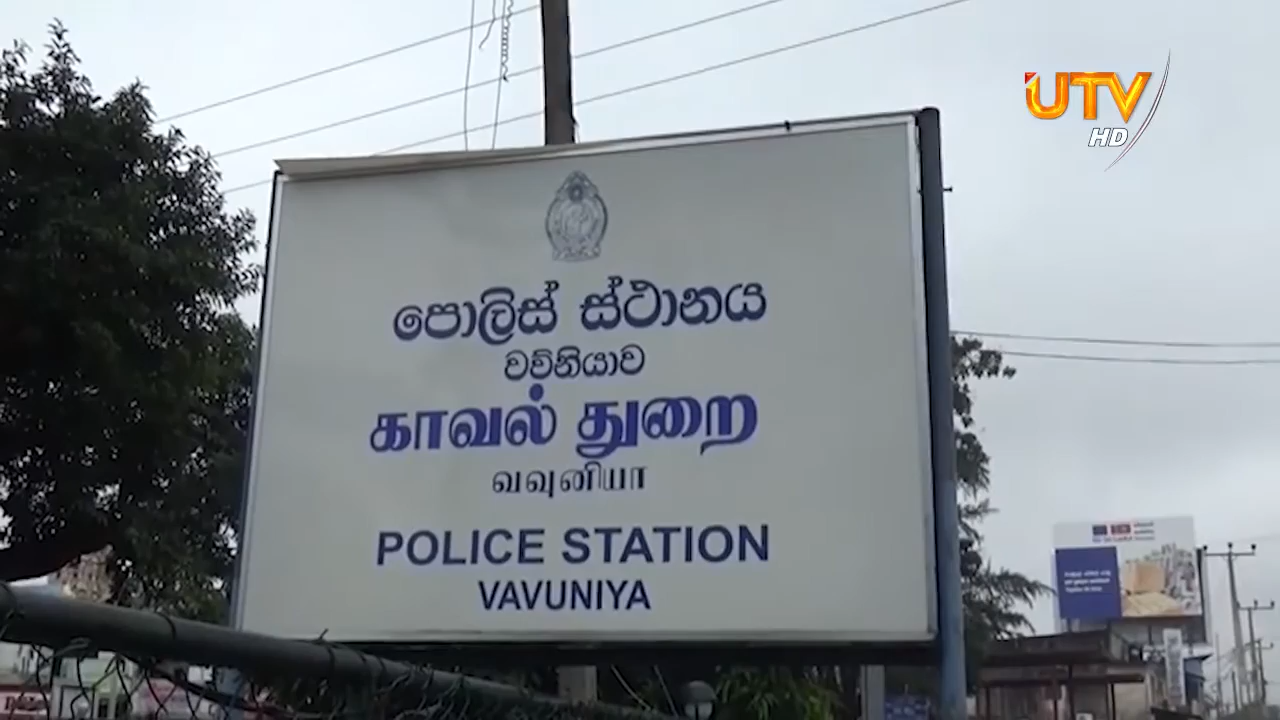 UTV
HD
පොලිස් ස්ථානය
වව්නියාව
காவல் துறை
வவுனியா
POLICE STATION
VAVUNIYA